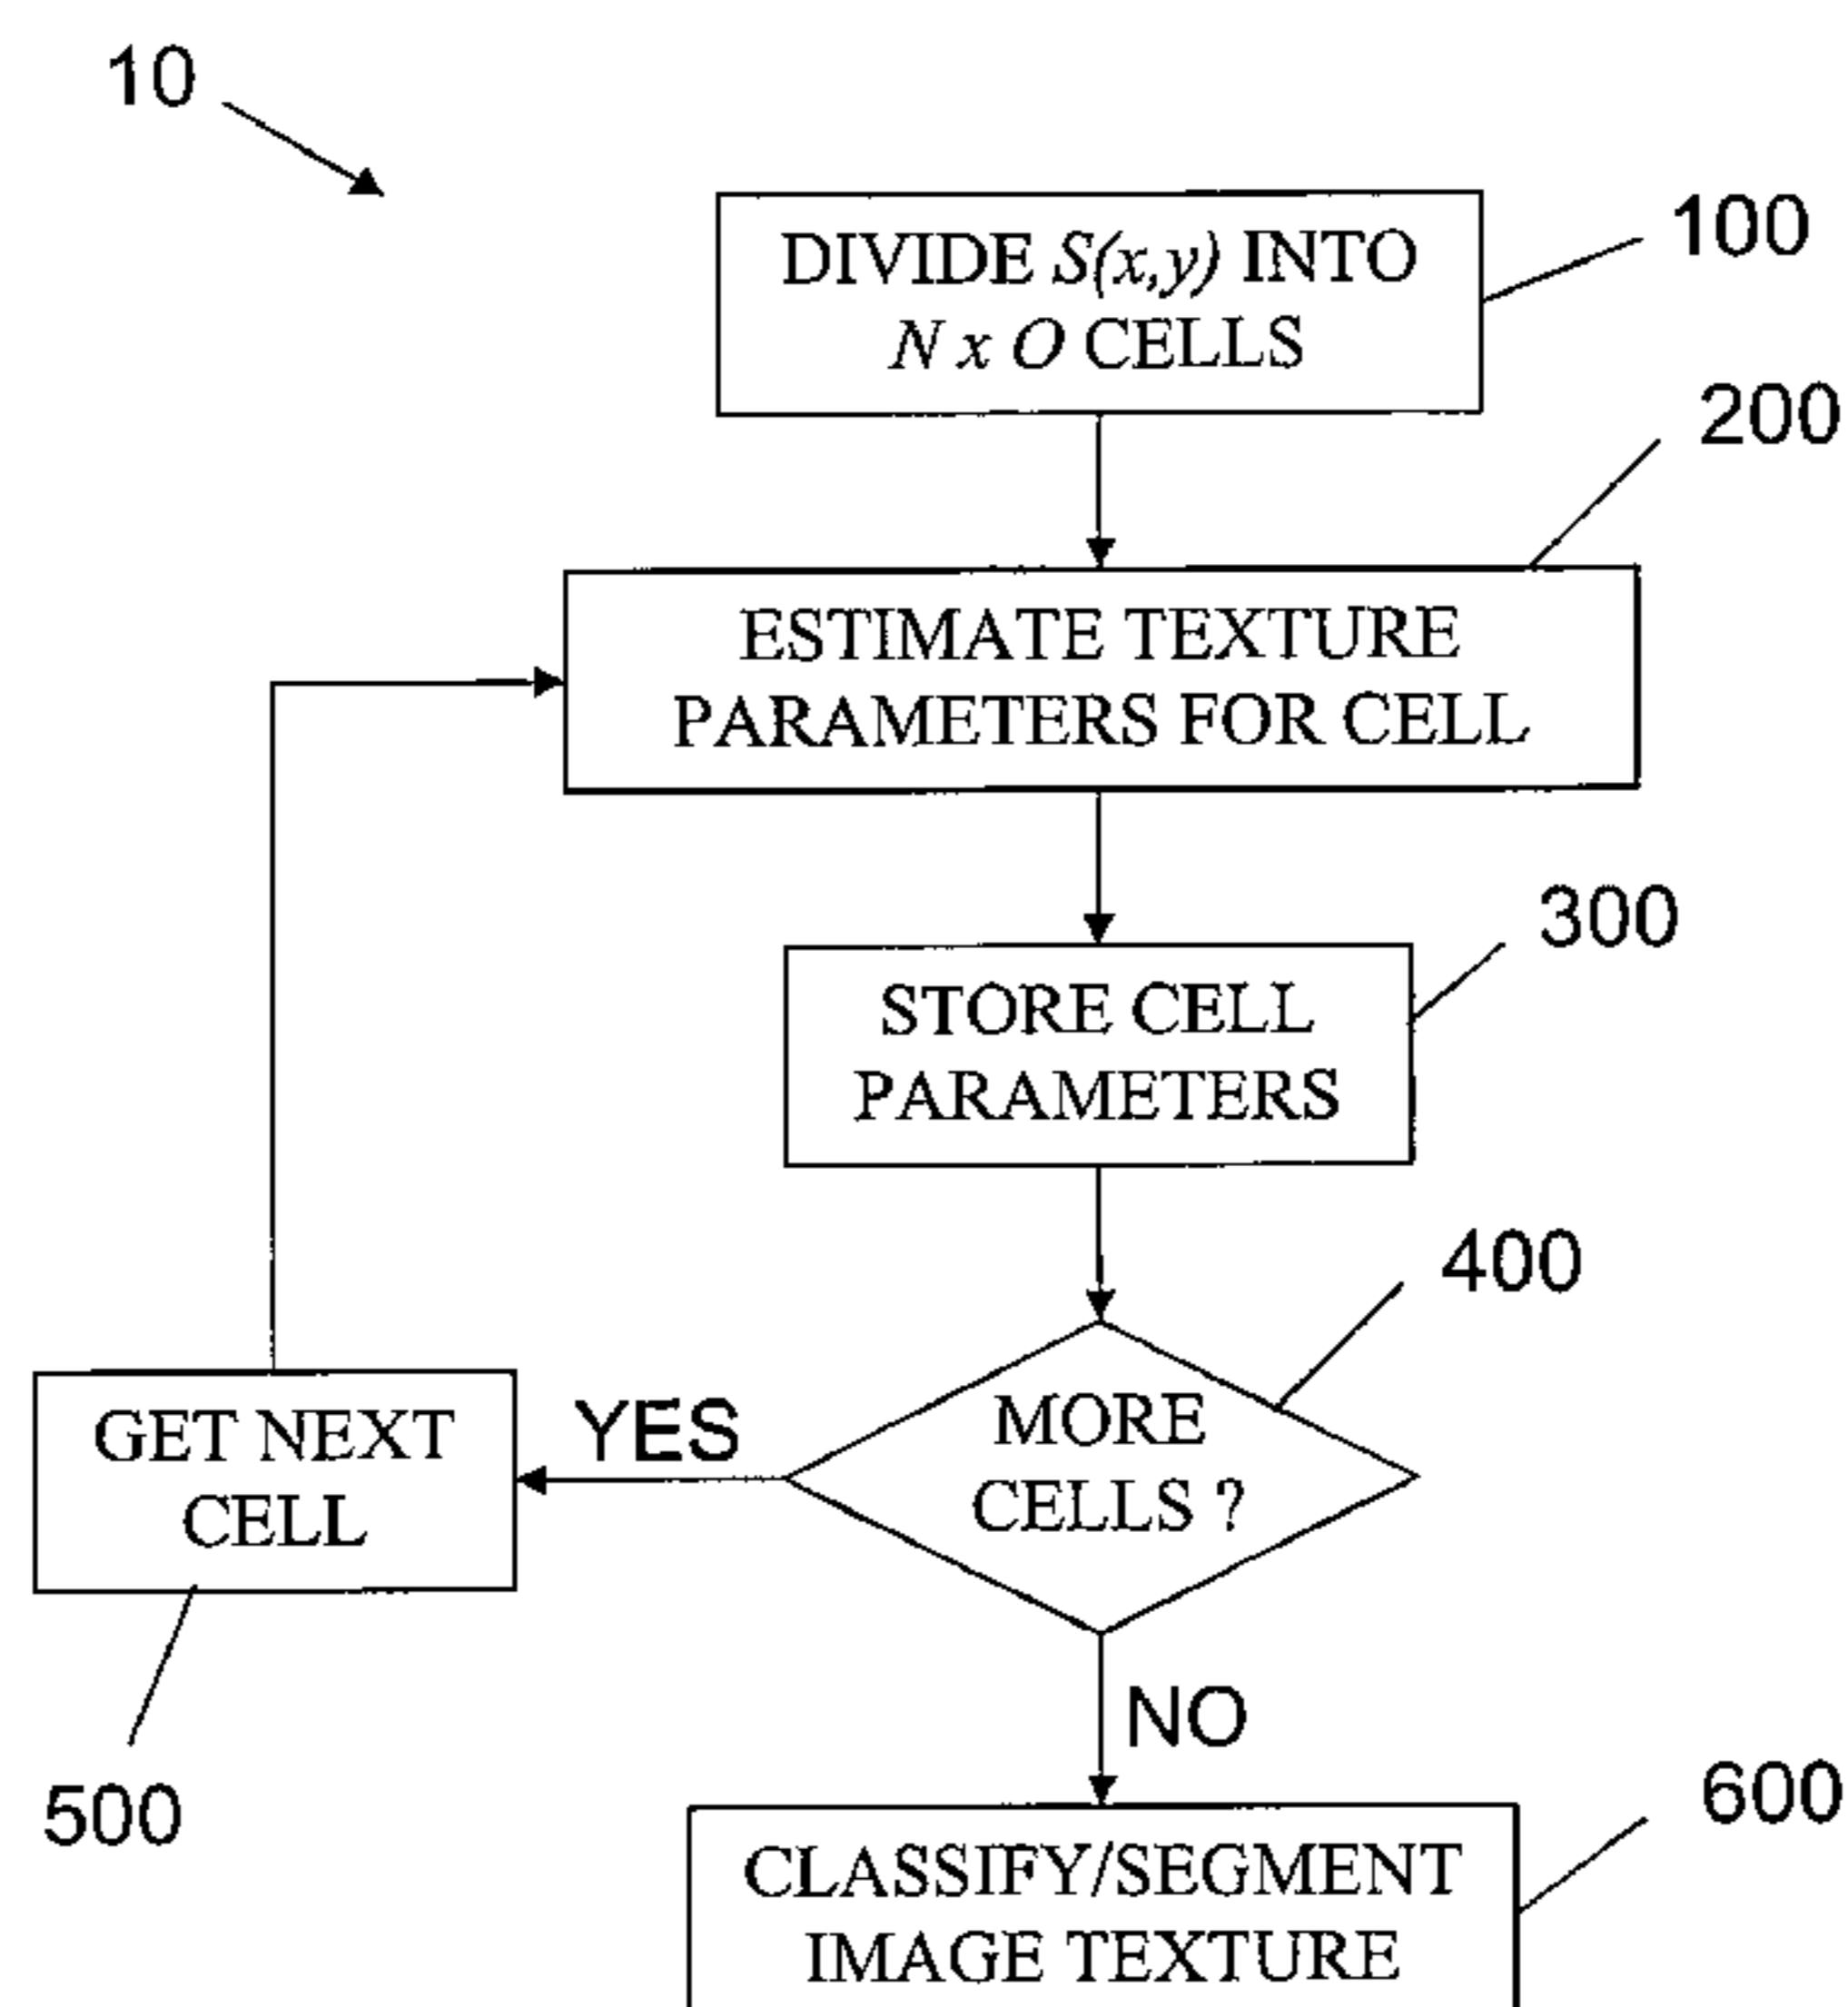 10
DIVIDE S(x,y) INTO
N x O CELLS
100
200
ESTIMATE TEXTURE
PARAMETERS FOR CELL
300
STORE CELL
PARAMETERS
400
MORE
CELLS ?
YES
GET NEXT
CELL
500
NO
600
CLASSIFY/SEGMENT
IMAGE TEXTURE